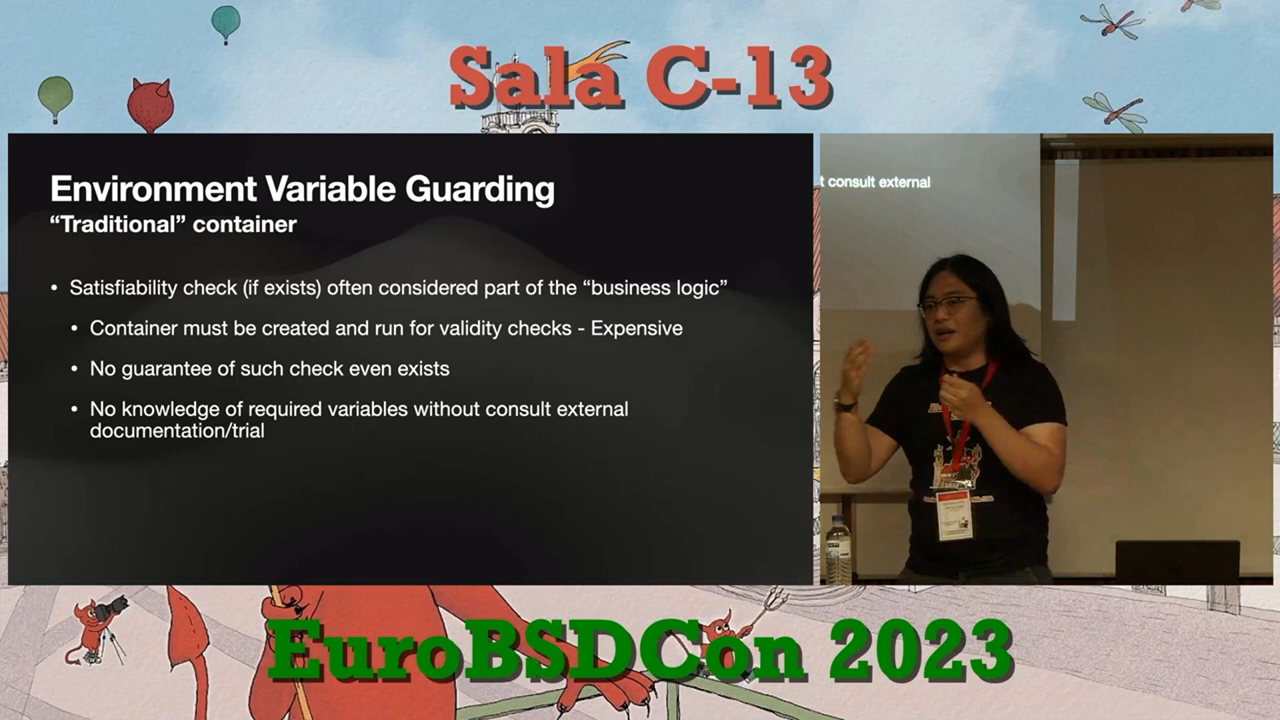 Sala C-13
Environment Variable Guarding
“Traditional” container
• Satisfiability check (if exists) often considered part of the “business logic”
• Container must be created and run for validity checks - Expensive
• No guarantee of such check even exists
• No knowledge of required variables without consult external
documentation/trial
t consult external
EuroBSDCon 2023